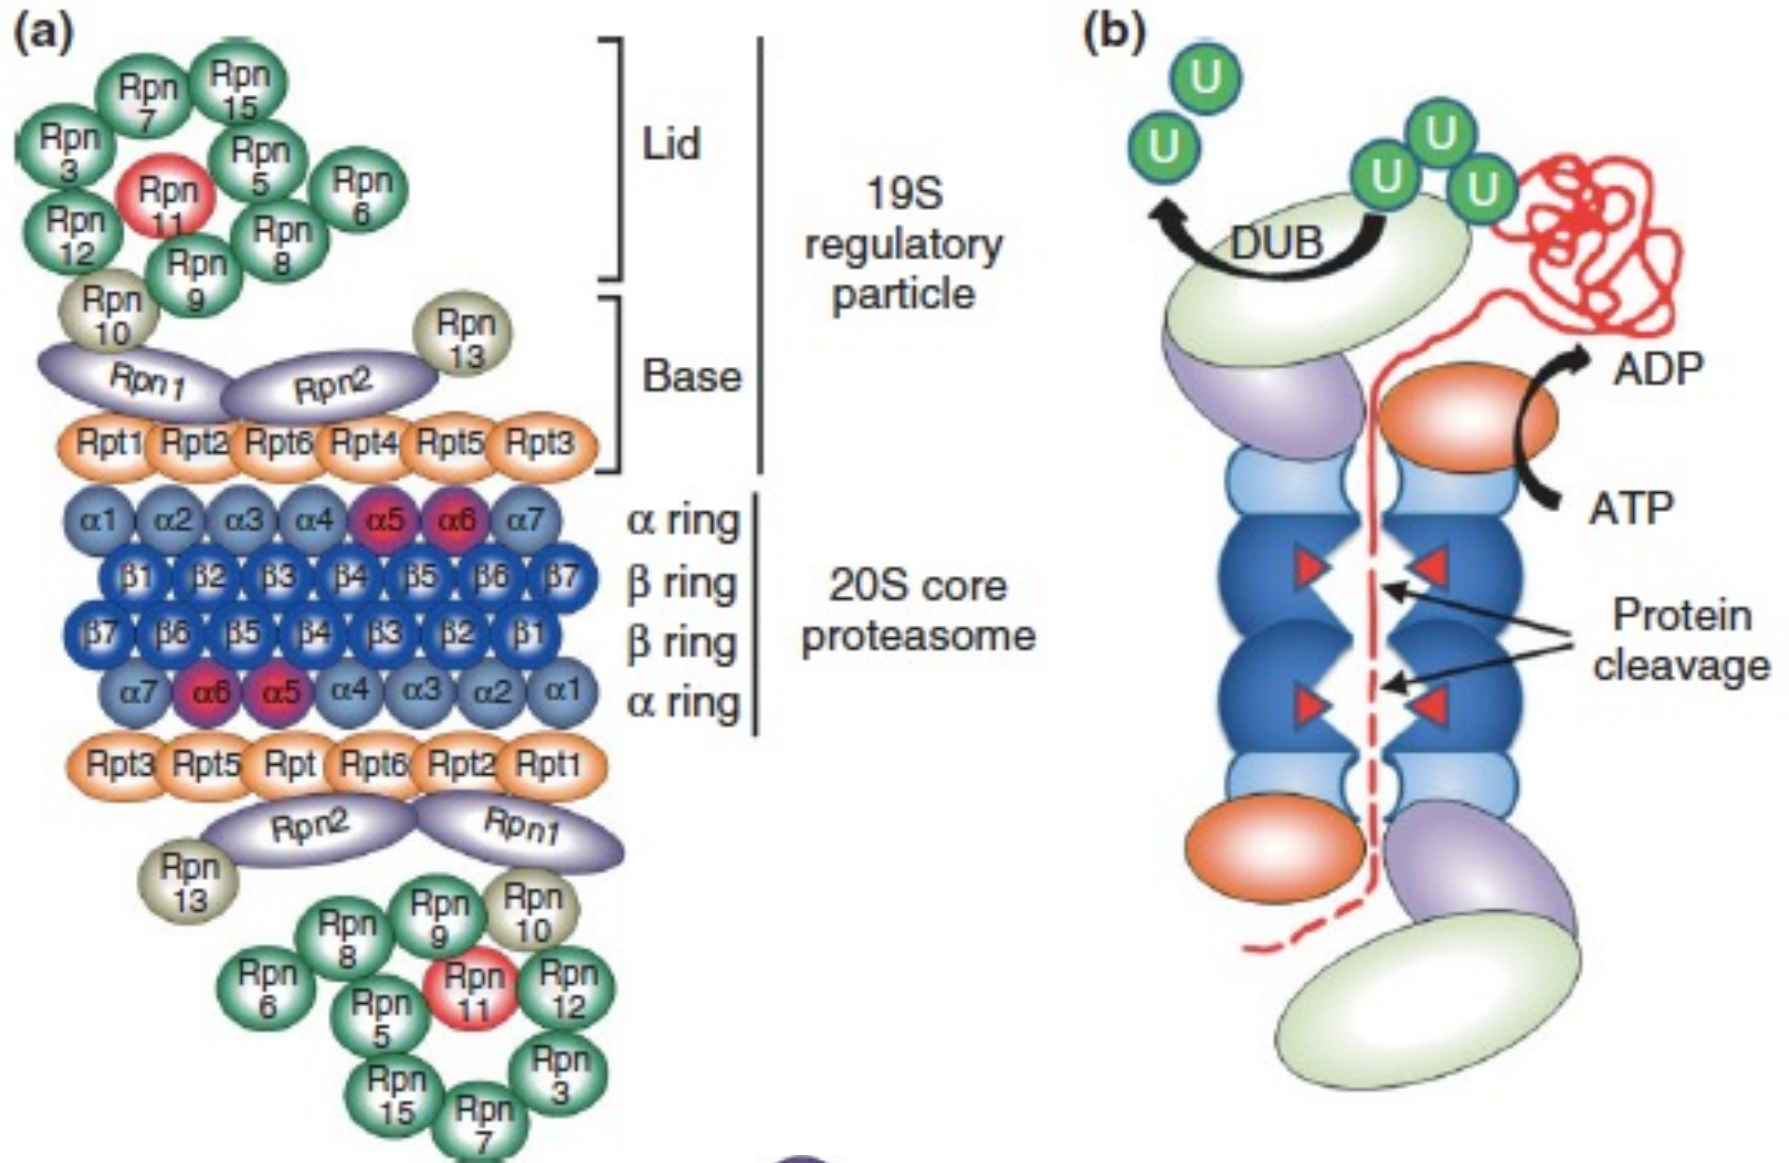 (a)
Rpn
7
Rpn
15
Rpn
3
Rpn
11
Rpn
5
Rpn
6
Rpn
12
Rpn
8
Rpn
9
Rpn
10
Rpn
13
Rpn1
Rpn2
Rpt1 Rpt2 Rpt6 Rpt4 Rpt5 Rpt3
α1 α2 α3 α4 α5 α6 α7
β1 β2 β3 β4 β5 β6 β7
β7 β6 β5 β4 β3 β2 β1
α7 α6 α5 α4 α3 α2 α1
Rpt3 Rpt5 Rpt Rpt6 Rpt2 Rpt1
Rpn2
Rpn1
Rpn
13
Rpn
10
Rpn
9
Rpn
8
Rpn
6
Rpn
11
Rpn
12
Rpn
5
Rpn
3
Rpn
15
Rpn
7
Lid
Base
19S
regulatory
particle
α ring
β ring
β ring
α ring
20S core
proteasome
(b)
U
U
U
U
U
DUB
ADP
ATP
Protein
cleavage